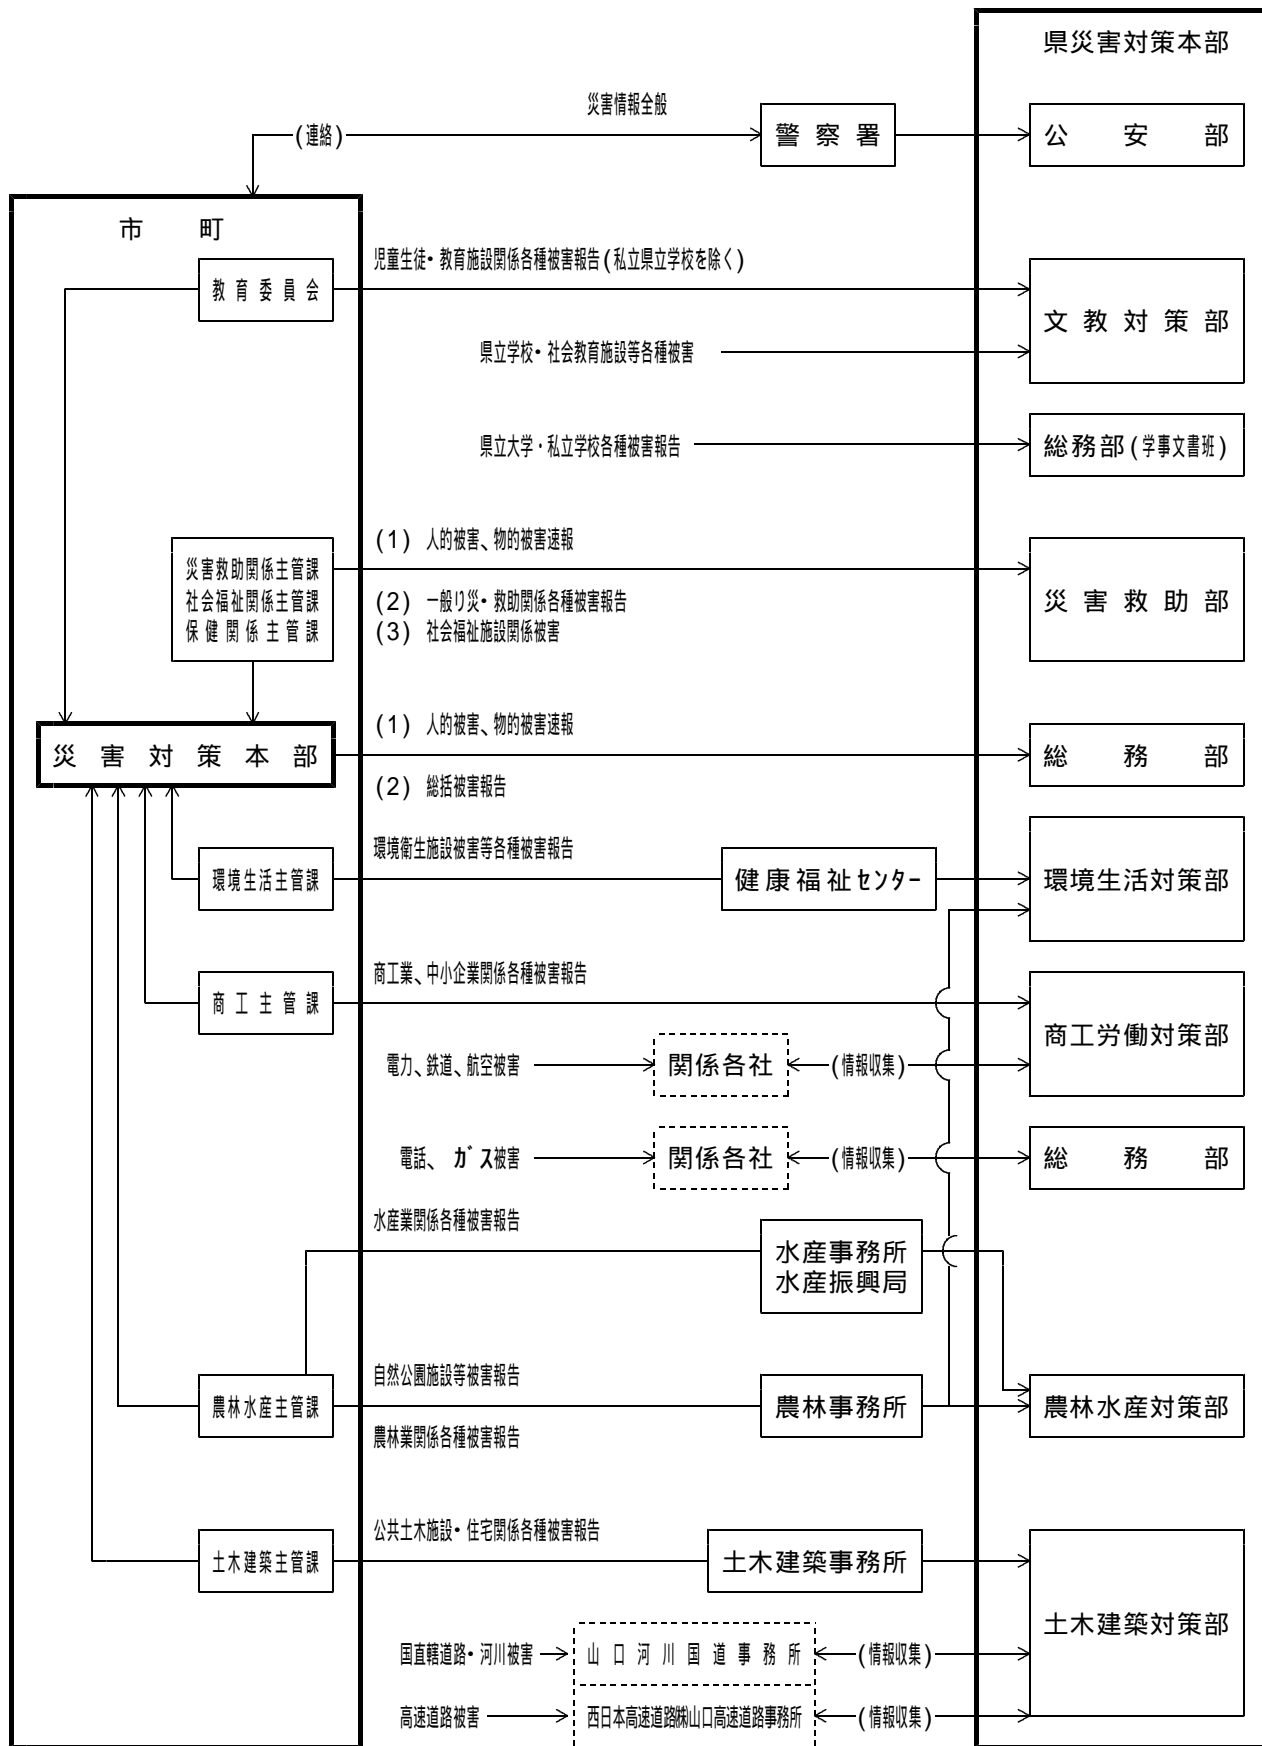 県災害対策本部
災害情報全般
(連絡)
警察署
公安部
市町
児童生徒・教育施設関係各種被害報告(私立県立学校を除く)
教育委員会
文教対策部
県立学校・社会教育施設等各種被害
県立大学・私立学校各種被害報告
総務部(学事文書班)
(1) 人的被害、物的被害速報
災害救助関係主管課
社会福祉関係主管課
保健関係主管課
(2) 一般り災・救助関係各種被害報告
(3) 社会福祉施設関係被害
災害救助部
(1) 人的被害、物的被害速報
災害対策本部
総務部
(2) 総括被害報告
環境衛生施設被害等各種被害報告
環境生活主管課
健康福祉センター
環境生活対策部
商工業、中小企業関係各種被害報告
商工主管課
商工労働対策部
電力、鉄道、航空被害
関係各社
(情報収集)
電話、ガス被害
関係各社
(情報収集)
総務部
水産業関係各種被害報告
水産事務所
水産振興局
自然公園施設等被害報告
農林水産主管課
農林事務所
農林水産対策部
農林業関係各種被害報告
公共土木施設・住宅関係各種被害報告
土木建築主管課
土木建築事務所
土木建築対策部
国直轄道路・河川被害
山口河川国道事務所
(情報収集)
高速道路被害
西日本高速道路㈱山口高速道路事務所
(情報収集)